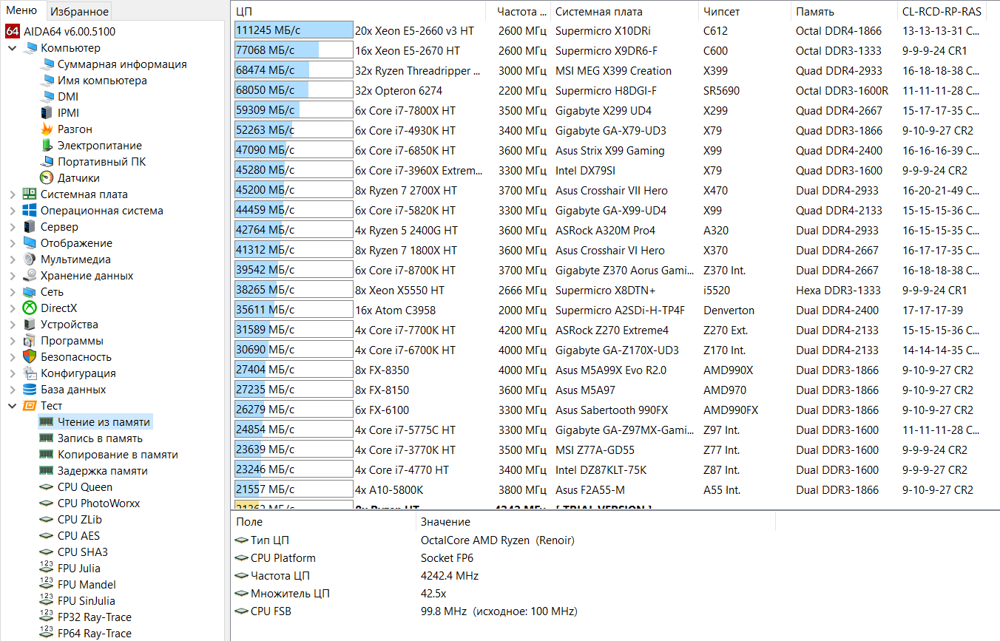 Меню Избранное
AIDA64 v6.00.5100
Компьютер
Суммарная информация
Имя компьютера
DMI
IPMI
Разгон
Электропитание
Портативный ПК
Датчики
Системная плата
Операционная система
Сервер
Отображение
Мультимедиа
Хранение данных
Сеть
DirectX
Устройства
Программы
Безопасность
Конфигурация
База данных
Тест
Чтение из памяти
Запись в память
Копирование в памяти
Задержка памяти
CPU Queen
CPU PhotoWorxx
CPU ZLib
CPU AES
CPU SHA3
FPU Julia
FPU Mandel
FPU SinJulia
FP32 Ray-Trace
FP64 Ray-Trace
ЦП Частота ... Системная плата Чипсет Память CL-RCD-RP-RAS
111245 МБ/с 20x Xeon E5-2660 v3 HT 2600 МГц Supermicro X10DRi C612 Octal DDR4-1866 13-13-13-31 C...
77068 МБ/с 16x Xeon E5-2670 HT 2600 МГц Supermicro X9DR6-F C600 Octal DDR3-1333 9-9-9-24 CR1
68474 МБ/с 32x Ryzen Threadripper ... 3000 МГц MSI MEG X399 Creation X399 Quad DDR4-2933 16-18-18-38 C...
68050 МБ/с 32x Opteron 6274 2200 МГц Supermicro H8DGI-F SR5690 Octal DDR3-1600R 11-11-11-28 C...
59309 МБ/с 6x Core i7-7800X HT 3500 МГц Gigabyte X299 UD4 X299 Quad DDR4-2667 15-17-17-35 C...
52263 МБ/с 6x Core i7-4930K HT 3400 МГц Gigabyte GA-X79-UD3 X79 Quad DDR3-1866 9-10-9-27 CR2
47090 МБ/с 6x Core i7-6850K HT 3600 МГц Asus Strix X99 Gaming X99 Quad DDR4-2400 16-16-16-39 C...
45280 МБ/с 6x Core i7-3960X Extrem... 3300 МГц Intel DX79SI X79 Quad DDR3-1600 9-9-9-24 CR2
45200 МБ/с 8x Ryzen 7 2700X HT 3700 МГц Asus Crosshair VII Hero X470 Dual DDR4-2933 16-20-21-49 C...
44459 МБ/с 6x Core i7-5820K HT 3300 МГц Gigabyte GA-X99-UD4 X99 Quad DDR4-2133 15-15-15-36 C...
42764 МБ/с 4x Ryzen 5 2400G HT 3600 МГц ASRock A320M Pro4 A320 Dual DDR4-2933 16-15-15-35 C...
41312 МБ/с 8x Ryzen 7 1800X HT 3600 МГц Asus Crosshair VI Hero X370 Dual DDR4-2667 16-17-17-35 C...
39542 МБ/с 6x Core i7-8700K HT 3700 МГц Gigabyte Z370 Aorus Gami... Z370 Int. Dual DDR4-2667 16-18-18-38 C...
38265 МБ/с 8x Xeon X5550 HT 2666 МГц Supermicro X8DTN+ i5520 Hexa DDR3-1333 9-9-9-24 CR1
35611 МБ/с 16x Atom C3958 2000 МГц Supermicro A2SDi-H-TP4F Denverton Dual DDR4-2400 17-17-17-39
31589 МБ/с 4x Core i7-7700K HT 4200 МГц ASRock Z270 Extreme4 Z270 Ext. Dual DDR4-2133 15-15-15-36 C...
30690 МБ/с 4x Core i7-6700K HT 4000 МГц Gigabyte GA-Z170X-UD3 Z170 Int. Dual DDR4-2133 14-14-14-35 C...
27404 МБ/с 8x FX-8350 4000 МГц Asus M5A99X Evo R2.0 AMD990X Dual DDR3-1866 9-10-9-27 CR2
27235 МБ/с 8x FX-8150 3600 МГц Asus M5A97 AMD970 Dual DDR3-1866 9-10-9-27 CR2
26279 МБ/с 6x FX-6100 3300 МГц Asus Sabertooth 990FX AMD990FX Dual DDR3-1866 9-10-9-27 CR2
24854 МБ/с 4x Core i7-5775C HT 3300 МГц Gigabyte GA-Z97MX-Gami... Z97 Int. Dual DDR3-1600 11-11-11-28 C...
23639 МБ/с 4x Core i7-3770K HT 3500 МГц MSI Z77A-GD55 Z77 Int. Dual DDR3-1600 9-9-9-24 CR2
23246 МБ/с 4x Core i7-4770 HT 3400 МГц Intel DZ87KLT-75K Z87 Int. Dual DDR3-1600 9-9-9-27 CR2
21557 МБ/с 4x A10-5800K 3800 МГц Asus F2A55-M A55 Int. Dual DDR3-1866 9-10-9-27 CR2
21262 МБ/с 8x Ryzen HT 4242 МГц [ TRIAL VERSION ]
Поле Значение
Тип ЦП OctalCore AMD Ryzen (Renoir)
CPU Platform Socket FP6
Частота ЦП 4242.4 MHz
Множитель ЦП 42.5x
CPU FSB 99.8 MHz (исходное: 100 MHz)